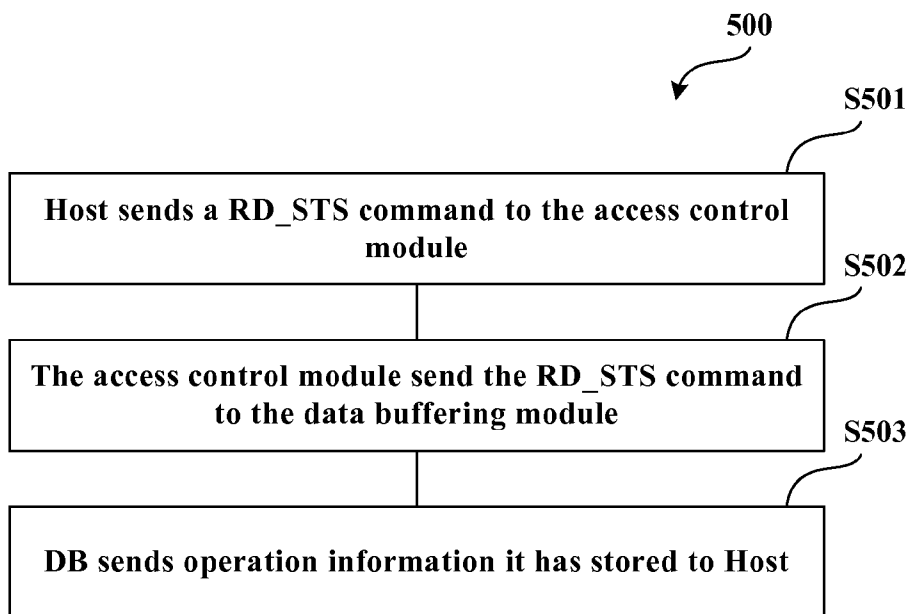 500
S501
Host sends a RD_STS command to the access control
module
S502
The access control module send the RD_STS command
to the data buffering module
S503
DB sends operation information it has stored to Host